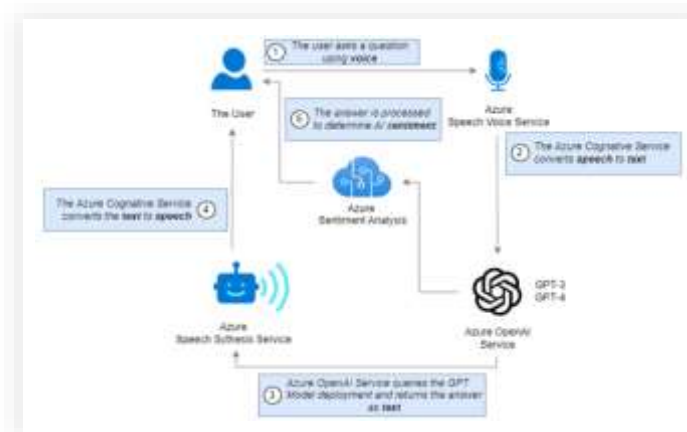 1
The user asks a question
using voice
The User
Azure
Speech Voice Service
The answer is processed
to determine AI sentiment
2
The Azure Cognitive Service
converts speech to text
Azure
Sentiment Analysis
The Azure Cognative Service
converts the text to speech
4
GPT-3
GPT-4
Azure
Speech Sythesis Service
Azure OpenAI
Service
3
Azure OpenAI Service queries the GPT
Model deployment and returns the answer
as text